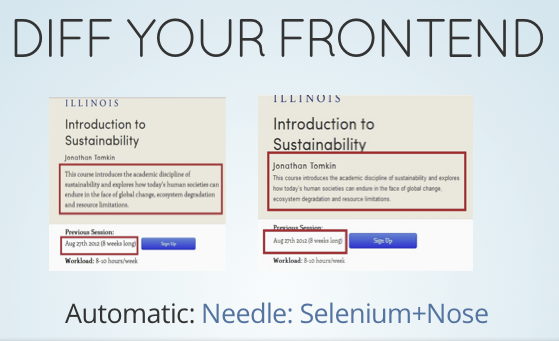 DIFF YOUR FRONTEND
ILLINOIS
Introduction to
Sustainability
Jonathan Tomkin
This course introduces the academic discipline of
sustainability and explores how today's human societies can
endure in the face of global change, ecosystem degradation
and resource limitations.
Previous Session:
Aug 27th 2012 (8 weeks long)
Sign Up
Workload: 8-10 hours/week
ILLINOIS
Introduction to
Sustainability
Jonathan Tomkin
This course introduces the academic discipline of sustainability and explores
how today's human societies can endure in the face of global change,
ecosystem degradation and resource limitations.
Previous Session:
Aug 27th 2012 (8 weeks long)
Sign Up
Workload: 8-10 hours/week
Automatic: Needle: Selenium+Nose